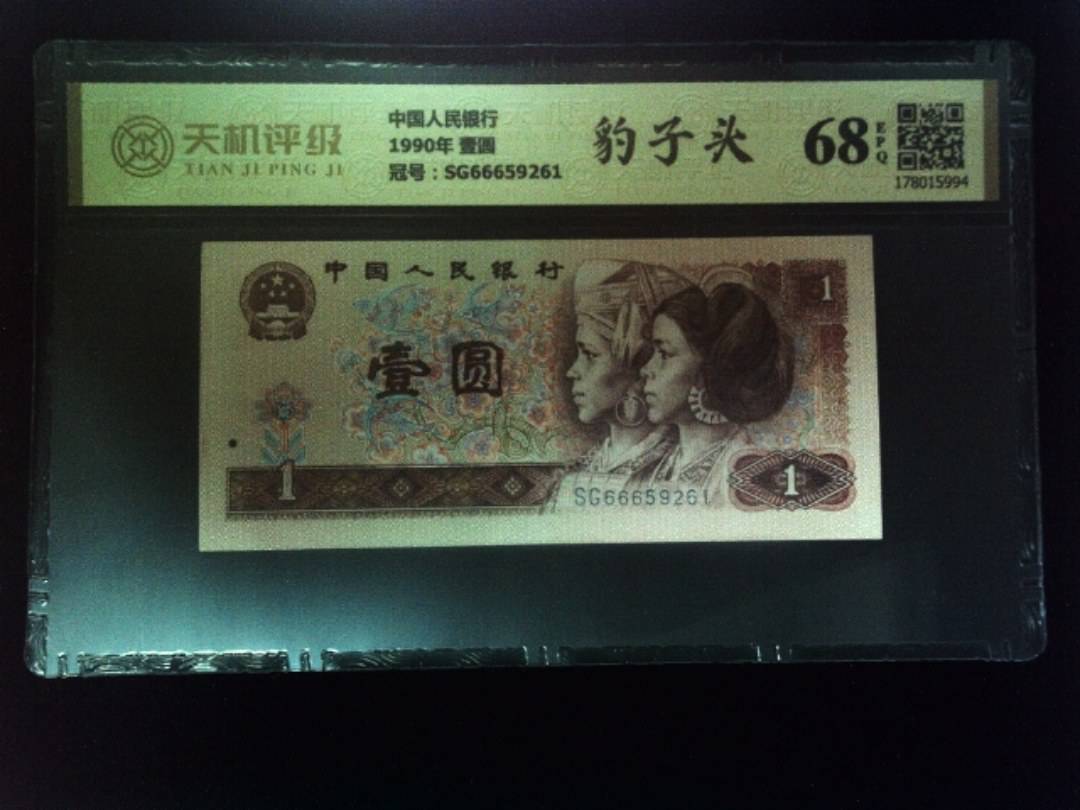 天机评级
TIAN JI PING JI
中国人民银行
1990年 壹圆
冠号：SG66659261
豹子头
68
EPQ
178015994
中国人民银行
1
壹圆
1
SG66659261
1